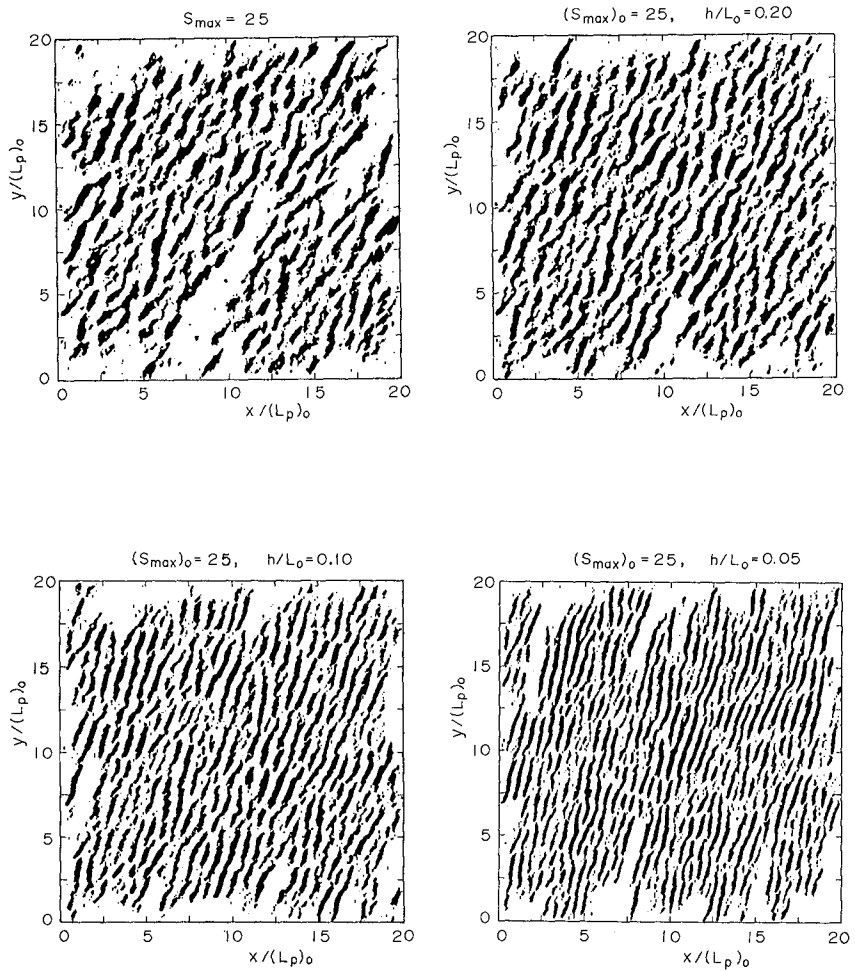 S_max = 25
20
15
10
5
0
y/(L_p)_o
0 5 10 15 20
x/(L_p)_o
(S_max)_o = 25, h/L_o = 0.20
20
15
10
5
0
y/(L_p)_o
0 5 10 15 20
x/(L_p)_o
(S_max)_o = 25, h/L_o = 0.10
20
15
10
5
0
y/(L_p)_o
0 5 10 15 20
x/(L_p)_o
(S_max)_o = 25, h/L_o = 0.05
20
15
10
5
0
y/(L_p)_o
0 5 10 15 20
x/(L_p)_o